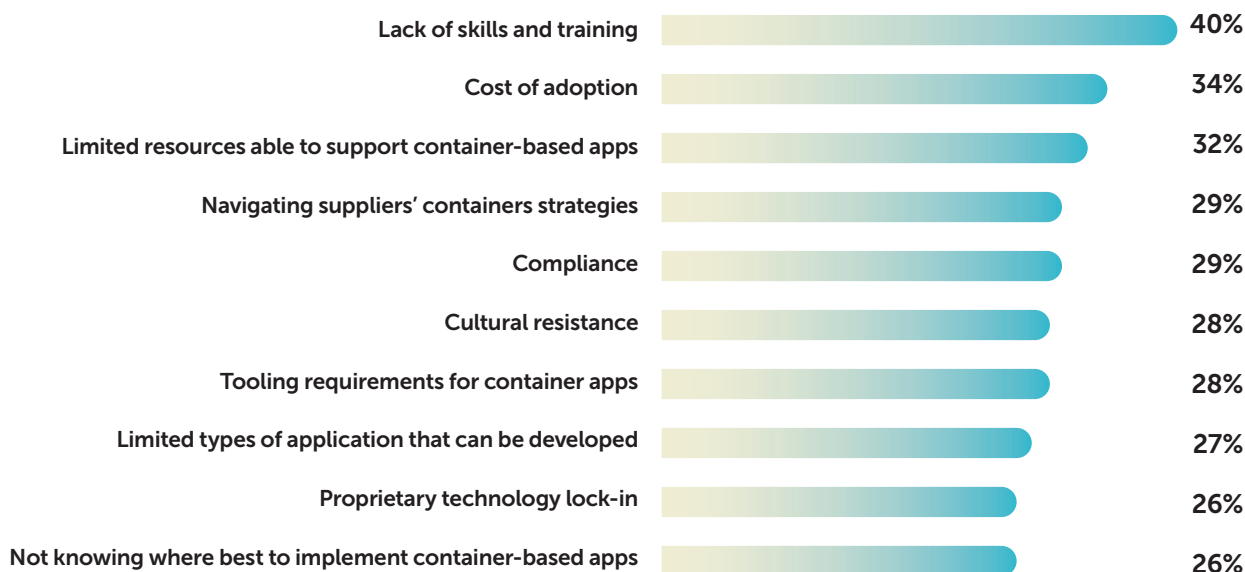 Lack of skills and training 40%
Cost of adoption 34%
Limited resources able to support container-based apps 32%
Navigating suppliers’ containers strategies 29%
Compliance 29%
Cultural resistance 28%
Tooling requirements for container apps 28%
Limited types of application that can be developed 27%
Proprietary technology lock-in 26%
Not knowing where best to implement container-based apps 26%